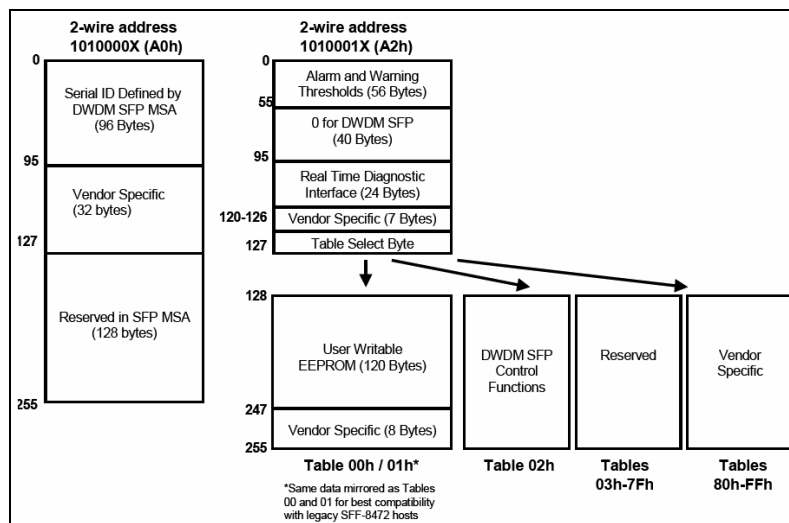 2-wire address
1010000X (A0h)
0
Serial ID Defined by
DWDM SFP MSA
(96 Bytes)
95
Vendor Specific
(32 bytes)
127
Reserved in SFP MSA
(128 bytes)
255
2-wire address
1010001X (A2h)
0
Alarm and Warning
Thresholds (56 Bytes)
55
0 for DWDM SFP
(40 Bytes)
95
Real Time Diagnostic
Interface (24 Bytes)
120-126
Vendor Specific (7 Bytes)
127
Table Select Byte
128
User Writable
EEPROM (120 Bytes)
247
Vendor Specific (8 Bytes)
255
Table 00h / 01h*
*Same data mirrored as Tables
00 and 01 for best compatibility
with legacy SFF-8472 hosts
DWDM SFP
Control
Functions
Table 02h
Reserved
Tables
03h-7Fh
Vendor
Specific
Tables
80h-FFh